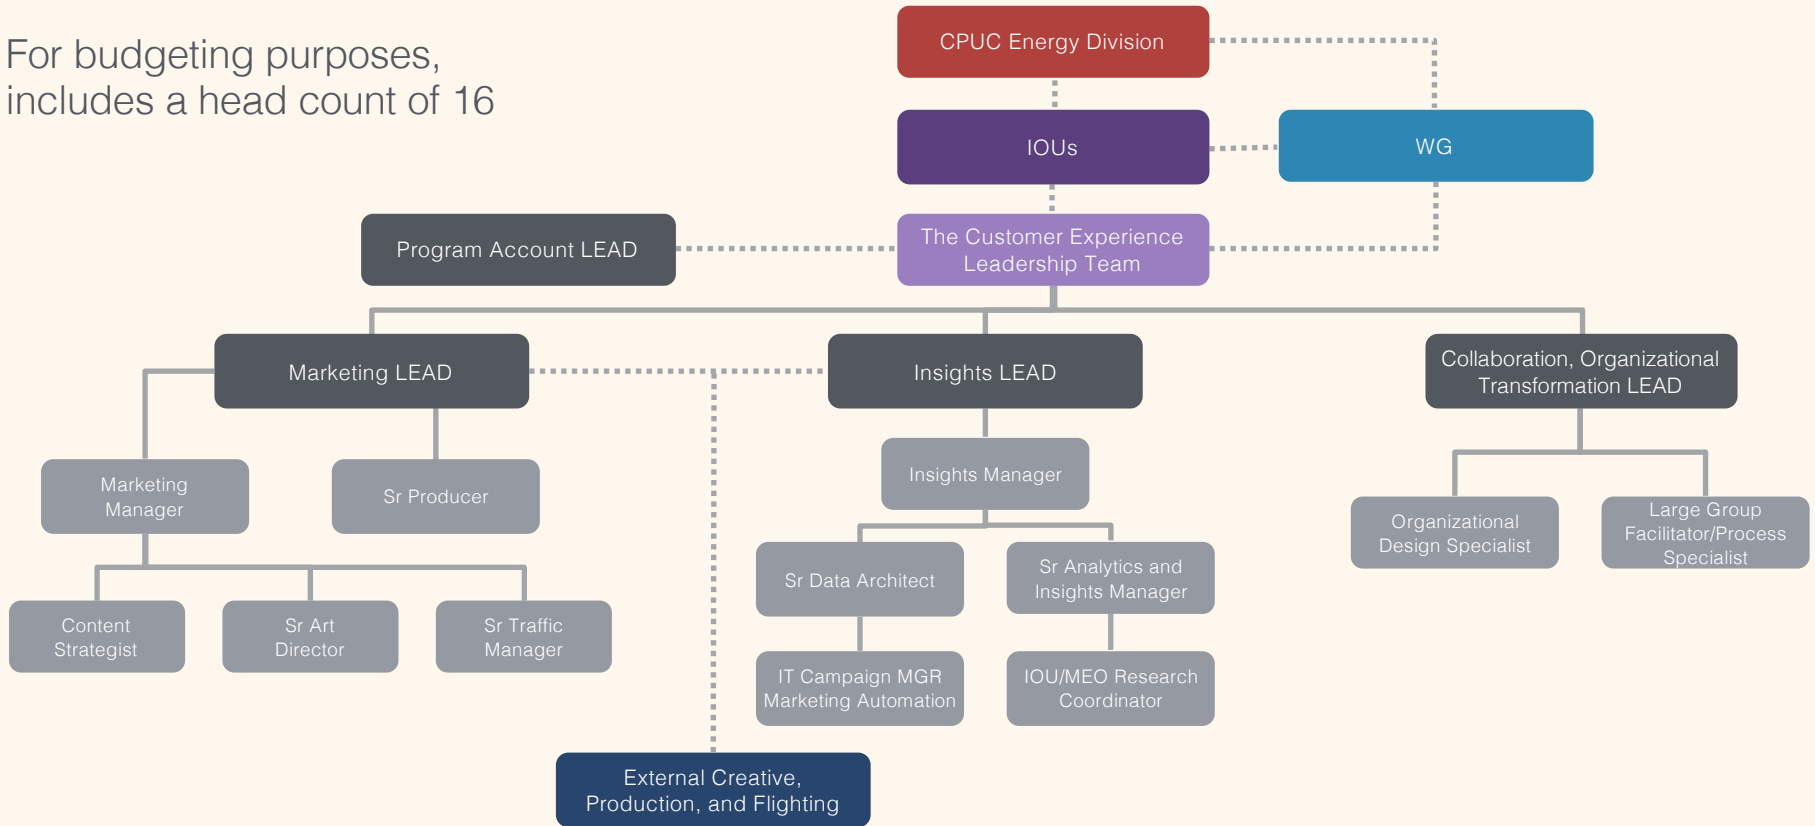 For budgeting purposes,
includes a head count of 16
CPUC Energy Division
IOUs
WG
Program Account LEAD
The Customer Experience
Leadership Team
Marketing LEAD
Insights LEAD
Collaboration, Organizational
Transformation LEAD
Marketing
Manager
Sr Producer
Insights Manager
Organizational
Design Specialist
Large Group
Facilitator/Process
Specialist
Sr Data Architect
Sr Analytics and
Insights Manager
Content
Strategist
Sr Art
Director
Sr Traffic
Manager
IT Campaign MGR
Marketing Automation
IOU/MEO Research
Coordinator
External Creative,
Production, and Flighting